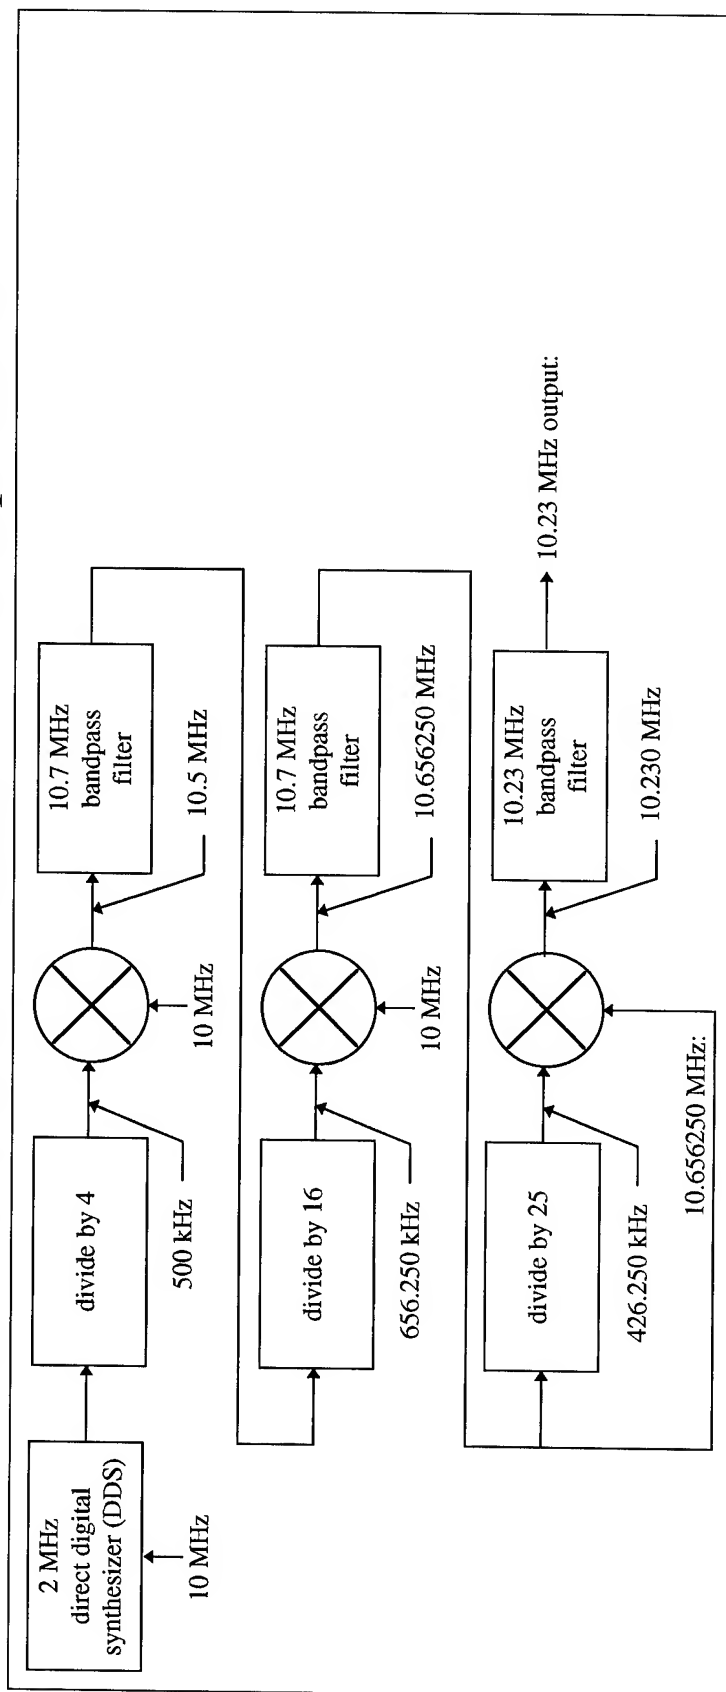 2 MHz
direct digital
synthesizer (DDS)
10 MHz
divide by 4
500 kHz
10 MHz
10.5 MHz
10.7 MHz
bandpass
filter
divide by 16
656.250 kHz
10 MHz
10.656250 MHz
10.7 MHz
bandpass
filter
divide by 25
426.250 kHz
10.656250 MHz:
10.230 MHz
10.23 MHz
bandpass
filter
10.23 MHz output: